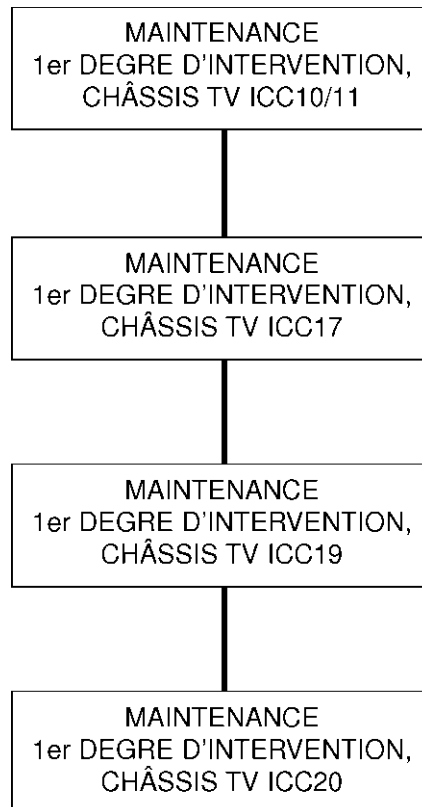 MAINTENANCE
1er DEGRE D'INTERVENTION,
CHÂSSIS TV ICC10/11
MAINTENANCE
1er DEGRE D'INTERVENTION,
CHÂSSIS TV ICC17
MAINTENANCE
1er DEGRE D'INTERVENTION,
CHÂSSIS TV ICC19
MAINTENANCE
1er DEGRE D'INTERVENTION,
CHÂSSIS TV ICC20